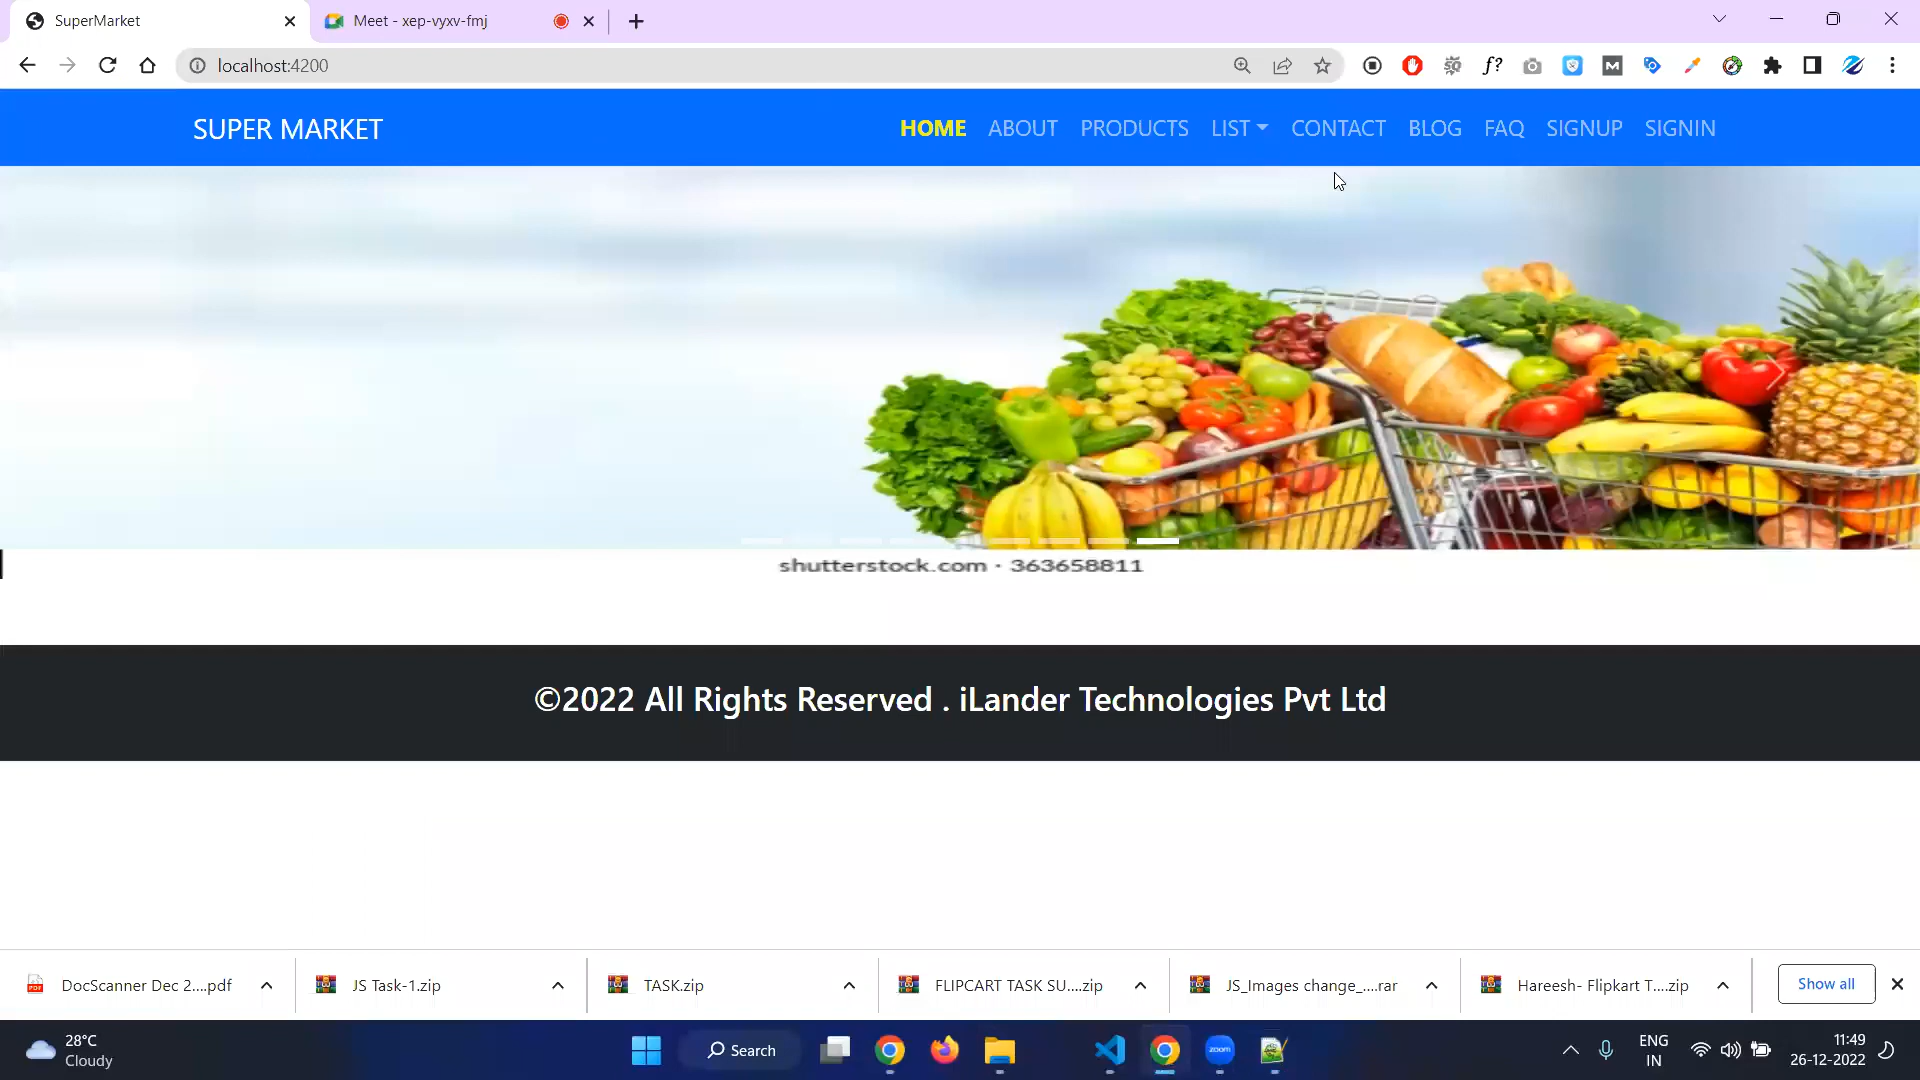 SuperMarket
Meet - xep-vyxv-fmj
localhost:4200
f?
M
SUPER MARKET
HOME
ABOUT
PRODUCTS
LIST
CONTACT
BLOG
FAQ
SIGNUP
SIGNIN
shutterstock.com · 363658811
©2022 All Rights Reserved . iLander Technologies Pvt Ltd
PDF
DocScanner Dec 2....pdf
JS Task-1.zip
TASK.zip
FLIPCART TASK SU....zip
JS_Images change_....rar
Hareesh- Flipkart T....zip
Show all
28°C
Cloudy
Search
zoom
ENG
IN
11:49
26-12-2022